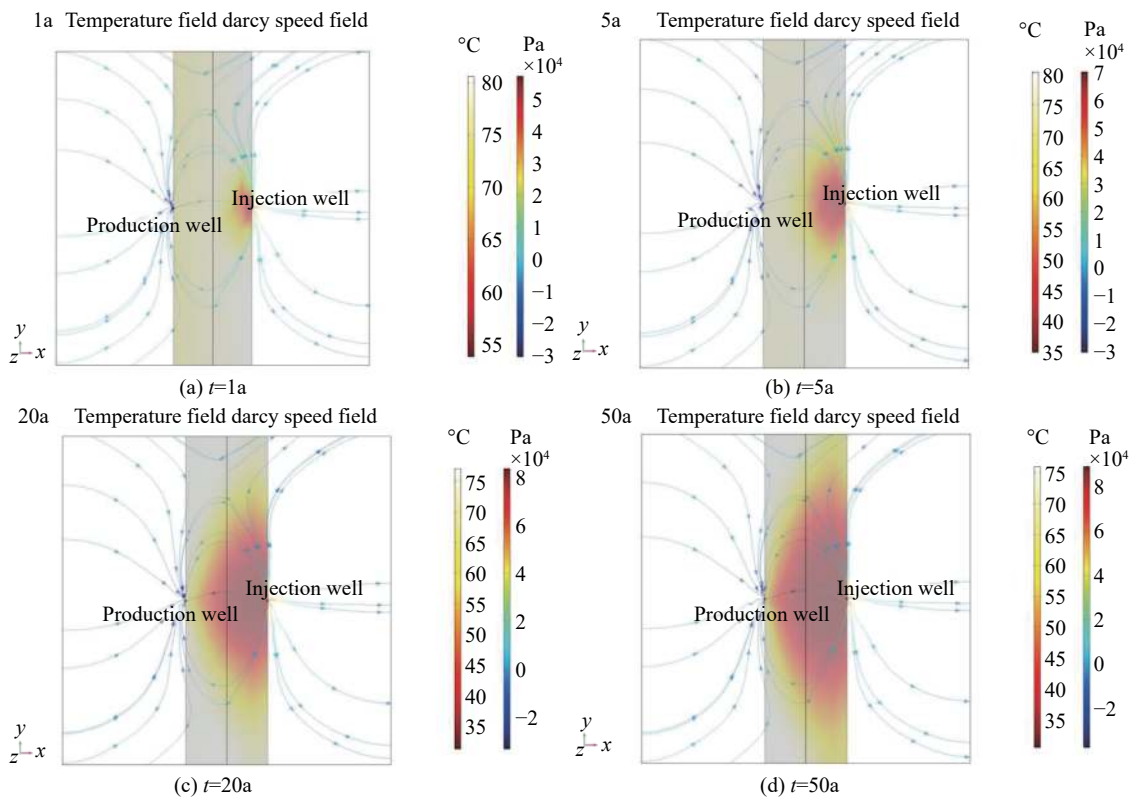 1a Temperature field darcy speed field
°C Pa
×10⁴
80
75
70
65
60
55
5
4
3
2
1
0
−1
−2
−3
Production well
Injection well
y
z x
(a) t=1a
5a Temperature field darcy speed field
°C Pa
×10⁴
80
75
70
65
60
55
50
45
40
35
7
6
5
4
3
2
1
0
−1
−2
−3
Production well
Injection well
y
z x
(b) t=5a
20a Temperature field darcy speed field
°C Pa
×10⁴
75
70
65
60
55
50
45
40
35
8
6
4
2
0
−2
Production well
Injection well
y
z x
(c) t=20a
50a Temperature field darcy speed field
°C Pa
×10⁴
75
70
65
60
55
50
45
40
35
8
6
4
2
0
−2
Production well
Injection well
y
z x
(d) t=50a